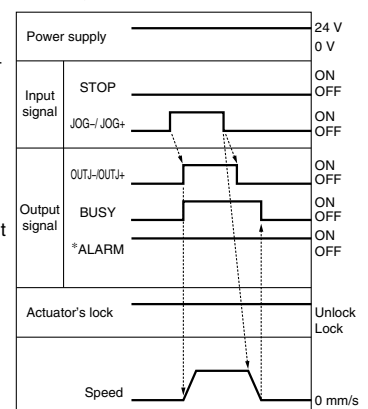 Power supply
24 V
0 V
Input signal
STOP
ON
OFF
JOG−/ JOG+
ON
OFF
Output signal
OUTJ−/OUTJ+
ON
OFF
BUSY
ON
OFF
*ALARM
ON
OFF
t
Actuator's lock
Unlock
Lock
Speed
0 mm/s